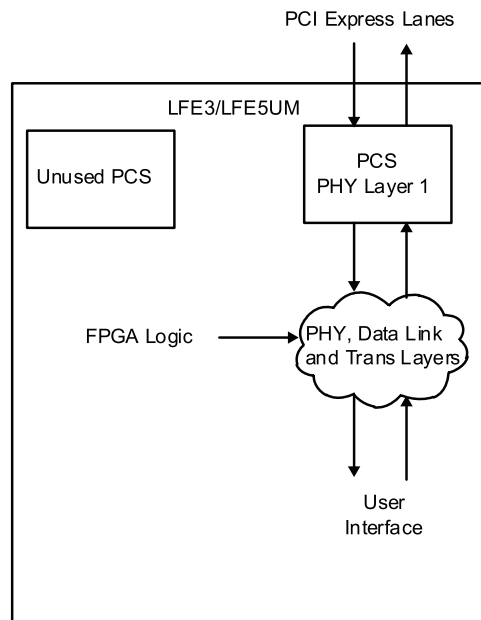 PCI Express Lanes
LFE3/LFE5UM
Unused PCS
PCS
PHY Layer 1
FPGA Logic
PHY, Data Link
and Trans Layers
User
Interface